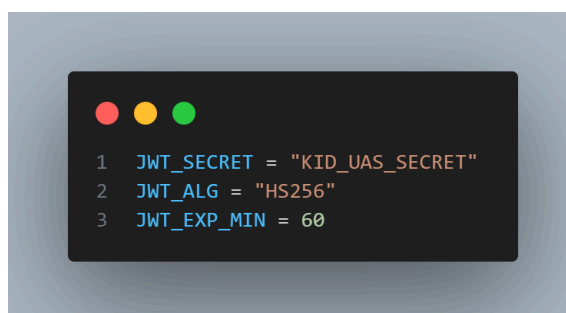 1 JWT_SECRET = "KID_UAS_SECRET"
2 JWT_ALG = "HS256"
3 JWT_EXP_MIN = 60